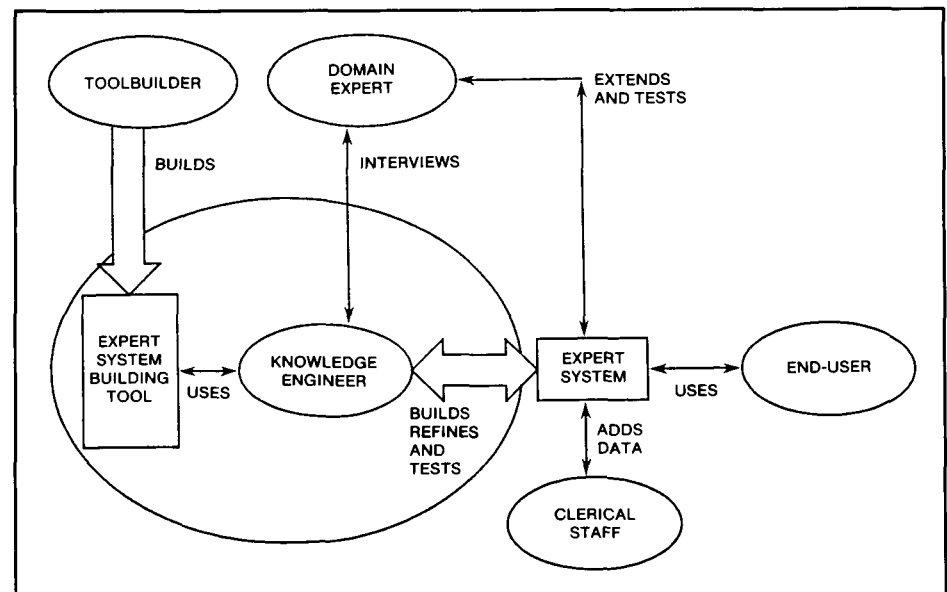 TOOLBUILDER
DOMAIN
EXPERT
EXTENDS
AND TESTS
BUILDS
INTERVIEWS
EXPERT
SYSTEM
BUILDING
TOOL
USES
KNOWLEDGE
ENGINEER
BUILDS
REFINES
AND
TESTS
EXPERT
SYSTEM
USES
END-USER
ADDS
DATA
CLERICAL
STAFF